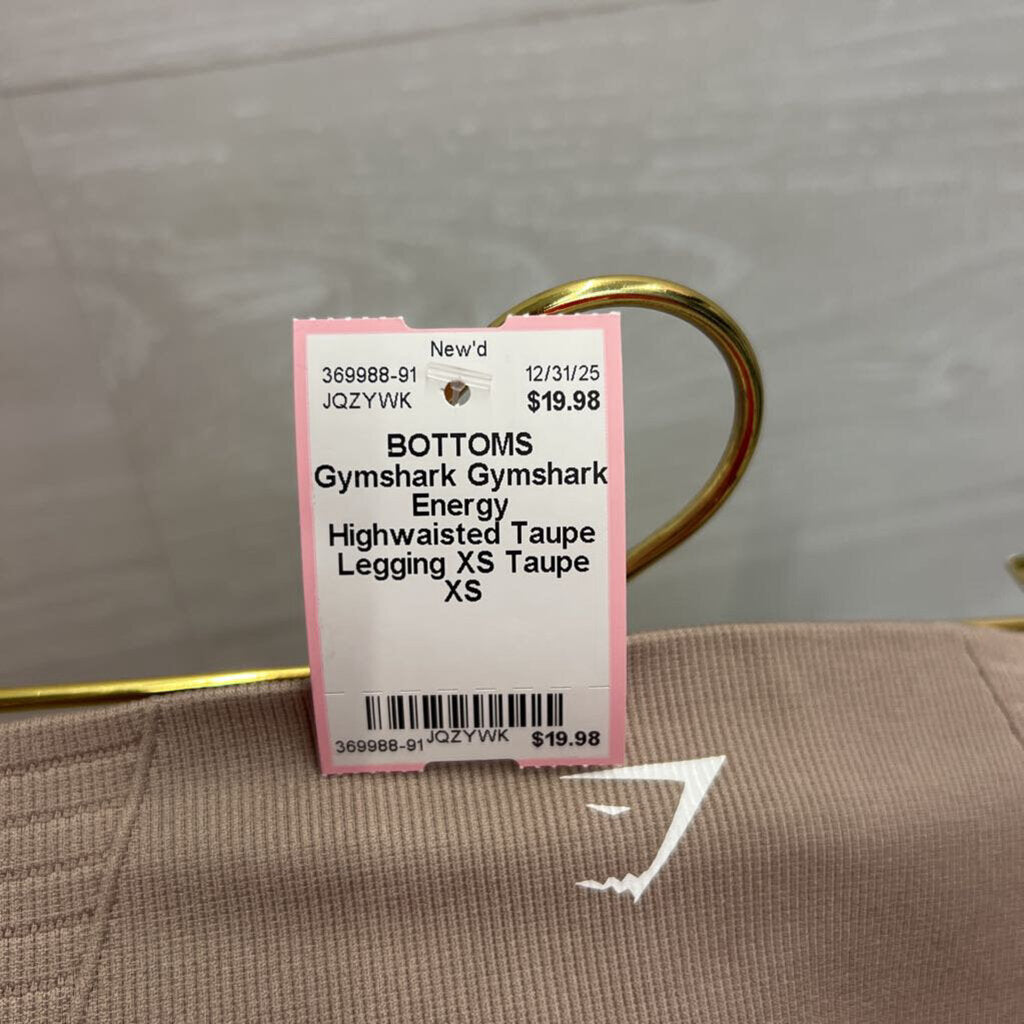 New'd
369988-91 12/31/25
JQZYWK $19.98
BOTTOMS
Gymshark Gymshark
Energy
Highwaisted Taupe
Legging XS Taupe
XS
369988-91 JQZYWK $19.98